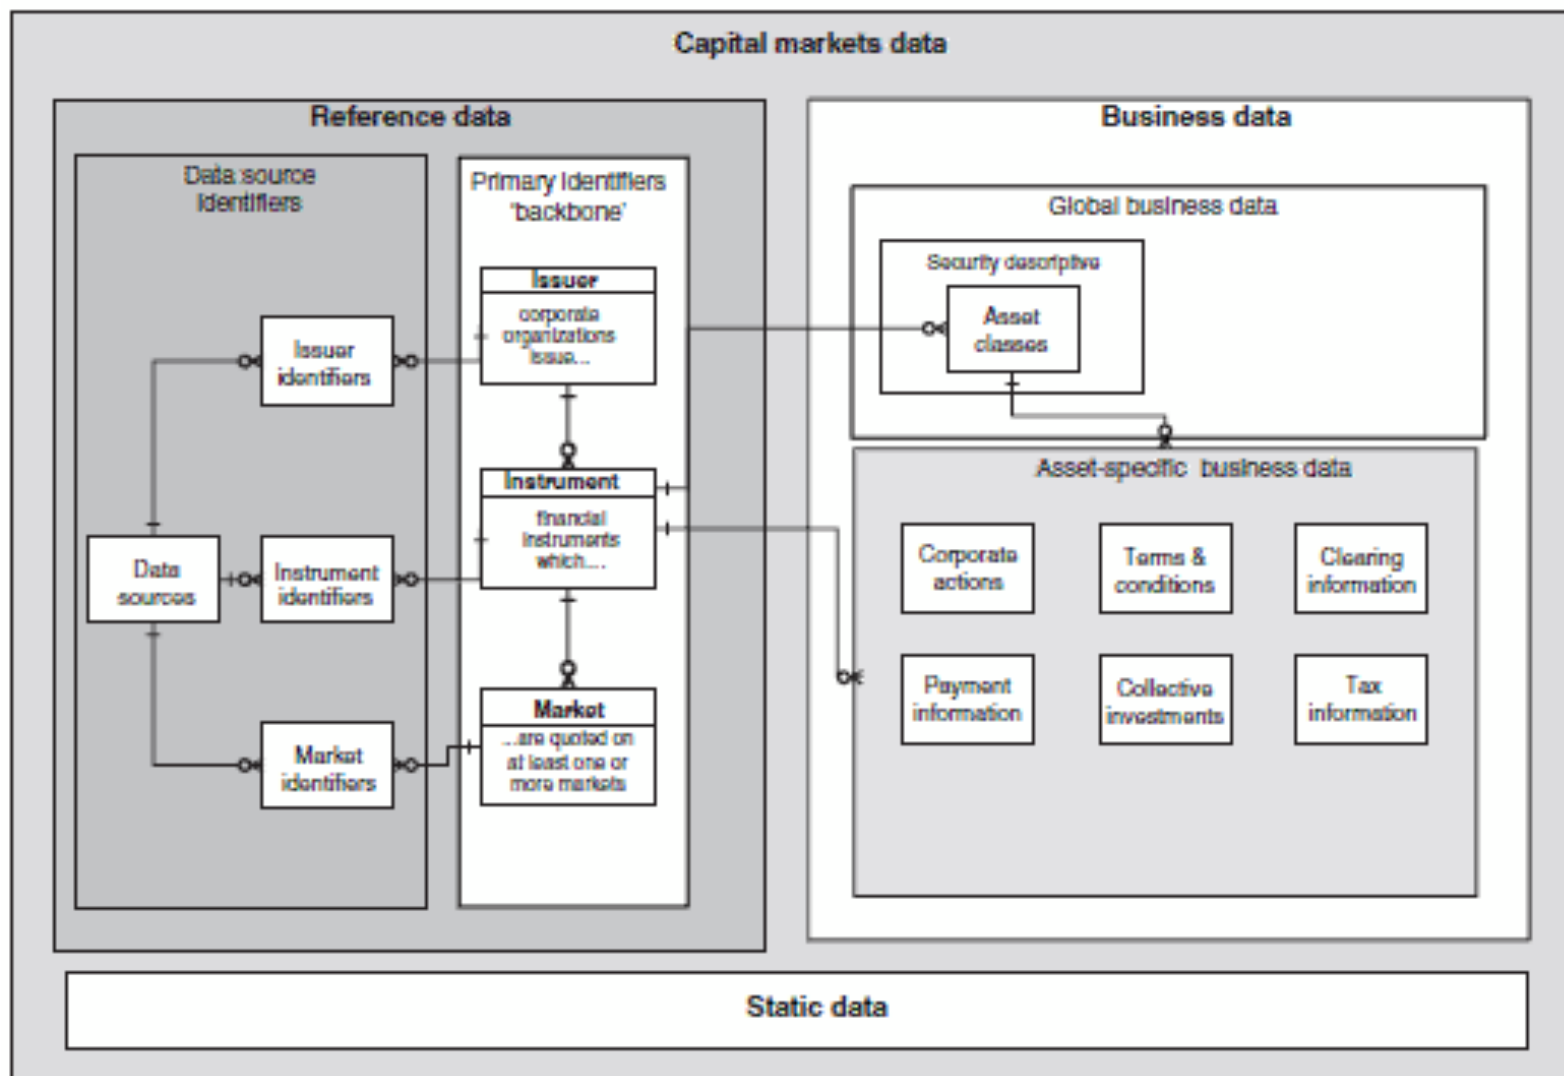 Capital markets data
Reference data
Data source
identifiers
Issuer
identifiers
Data
sources
Instrument
identifiers
Market
identifiers
Primary identifiers
'backbone'
Issuer
corporate
organizations
issue...
Instrument
financial
instruments
which....
Market
...are quoted on
at least one or
more markets
Business data
Global business data
Security descriptive
Asset
classes
Asset-specific business data
Corporate
actions
Terms &
conditions
Clearing
information
Payment
information
Collective
investments
Tax
information
Static data